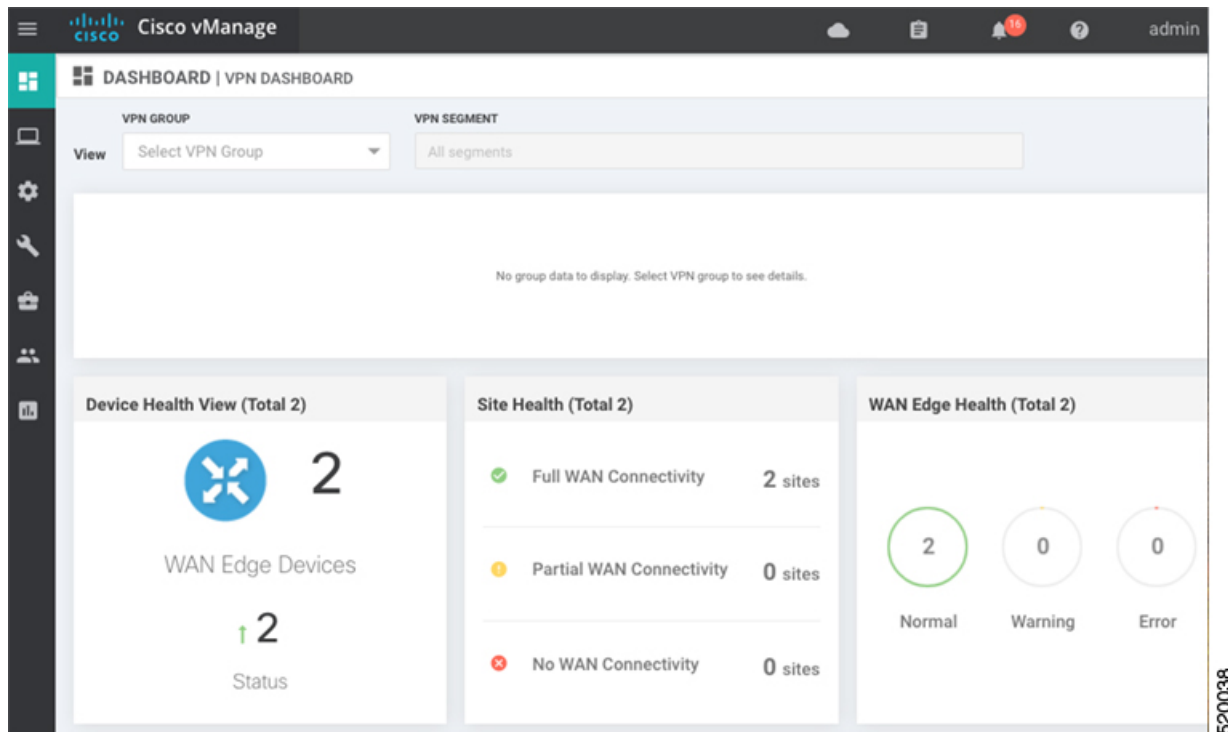 cisco Cisco vManage 16 admin
DASHBOARD | VPN DASHBOARD
VPN GROUP VPN SEGMENT
View Select VPN Group All segments
No group data to display. Select VPN group to see details.
Device Health View (Total 2)
2
WAN Edge Devices
↑ 2
Status
Site Health (Total 2)
Full WAN Connectivity 2 sites
Partial WAN Connectivity 0 sites
No WAN Connectivity 0 sites
WAN Edge Health (Total 2)
2 0 0
Normal Warning Error
520038